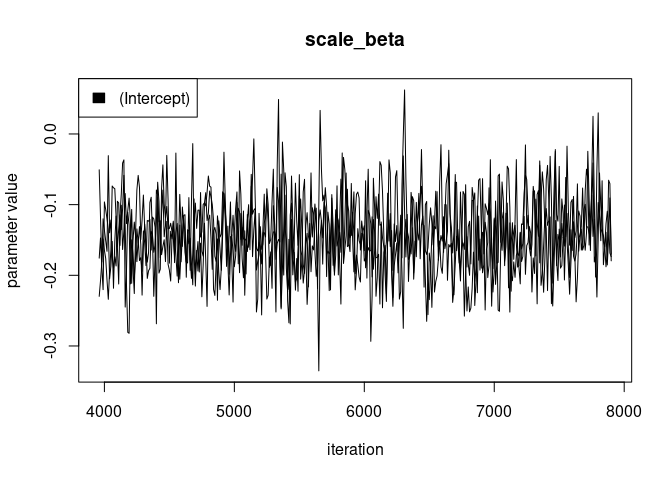 scale_beta
(Intercept)
parameter value
0.0
-0.1
-0.2
-0.3
4000 5000 6000 7000 8000
iteration